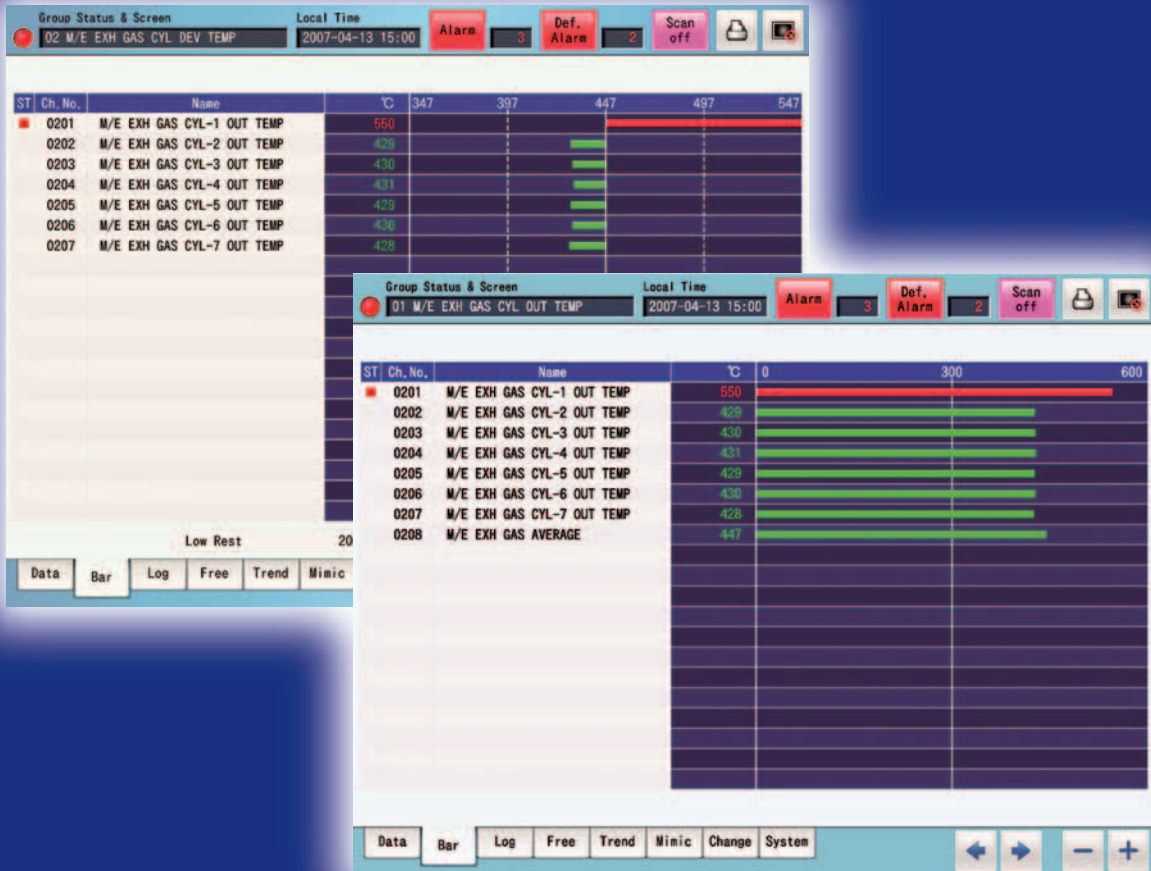 Group Status & Screen Local Time
02 M/E EXH GAS CYL DEV TEMP 2007-04-13 15:00 Alarm 3 Def. Alarm 2 Scan off
ST Ch.No. Name ℃ 347 397 447 497 547
0201 M/E EXH GAS CYL-1 OUT TEMP 550
0202 M/E EXH GAS CYL-2 OUT TEMP 429
0203 M/E EXH GAS CYL-3 OUT TEMP 430
0204 M/E EXH GAS CYL-4 OUT TEMP 431
0205 M/E EXH GAS CYL-5 OUT TEMP 429
0206 M/E EXH GAS CYL-6 OUT TEMP 430
0207 M/E EXH GAS CYL-7 OUT TEMP 428
Low Rest 20
Data Bar Log Free Trend Mimic
Group Status & Screen Local Time
01 M/E EXH GAS CYL OUT TEMP 2007-04-13 15:00 Alarm 3 Def. Alarm 2 Scan off
ST Ch.No. Name ℃ 0 300 600
0201 M/E EXH GAS CYL-1 OUT TEMP 550
0202 M/E EXH GAS CYL-2 OUT TEMP 429
0203 M/E EXH GAS CYL-3 OUT TEMP 430
0204 M/E EXH GAS CYL-4 OUT TEMP 431
0205 M/E EXH GAS CYL-5 OUT TEMP 429
0206 M/E EXH GAS CYL-6 OUT TEMP 430
0207 M/E EXH GAS CYL-7 OUT TEMP 428
0208 M/E EXH GAS AVERAGE 447
Data Bar Log Free Trend Mimic Change System